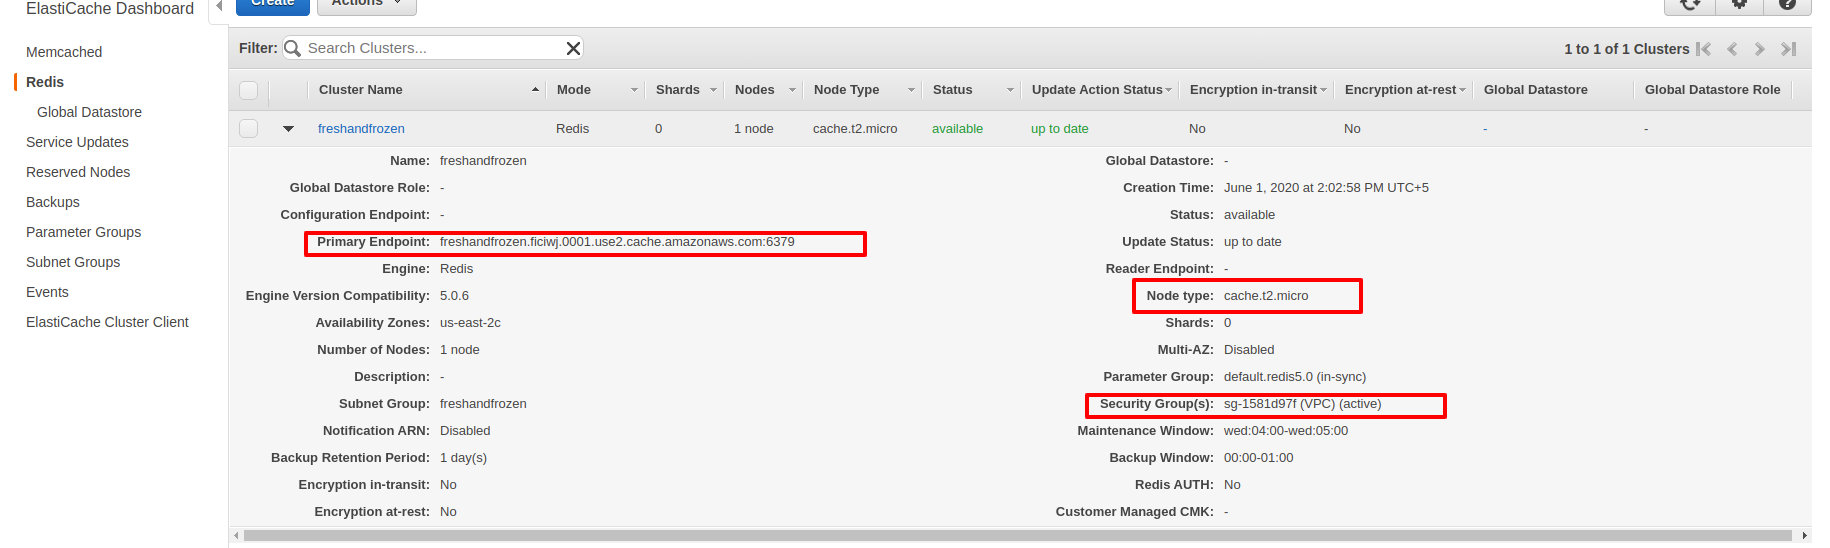 ElastiCache Dashboard
Memcached
Redis
Global Datastore
Service Updates
Reserved Nodes
Backups
Parameter Groups
Subnet Groups
Events
ElastiCache Cluster Client
Create Actions
Filter: Search Clusters... 1 to 1 of 1 Clusters
Cluster Name Mode Shards Nodes Node Type Status Update Action Status Encryption in-transit Encryption at-rest Global Datastore Global Datastore Role
freshandfrozen Redis 0 1 node cache.t2.micro available up to date No No - -
Name: freshandfrozen
Global Datastore Role: -
Configuration Endpoint: -
Primary Endpoint: freshandfrozen.ficiwj.0001.use2.cache.amazonaws.com:6379
Engine: Redis
Engine Version Compatibility: 5.0.6
Availability Zones: us-east-2c
Number of Nodes: 1 node
Description: -
Subnet Group: freshandfrozen
Notification ARN: Disabled
Backup Retention Period: 1 day(s)
Encryption in-transit: No
Encryption at-rest: No
Global Datastore: -
Creation Time: June 1, 2020 at 2:02:58 PM UTC+5
Status: available
Update Status: up to date
Reader Endpoint: -
Node type: cache.t2.micro
Shards: 0
Multi-AZ: Disabled
Parameter Group: default.redis5.0 (in-sync)
Security Group(s): sg-1581d97f (VPC) (active)
Maintenance Window: wed:04:00-wed:05:00
Backup Window: 00:00-01:00
Redis AUTH: No
Customer Managed CMK: -